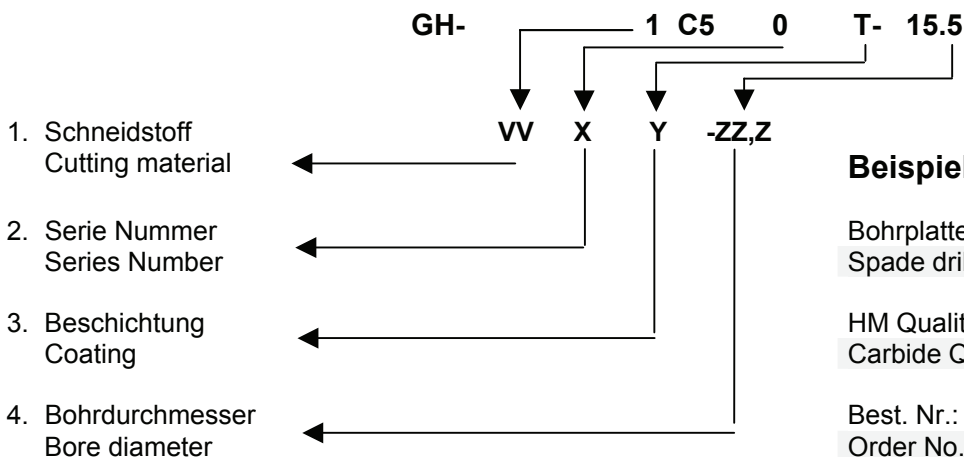 GH- 1 C5 0 T- 15.5
VV X Y -ZZ,Z
1. Schneidstoff
Cutting material
2. Serie Nummer
Series Number
3. Beschichtung
Coating
4. Bohrdurchmesser
Bore diameter
Beispiel
Bohrplatte
Spade dril
HM Qualit
Carbide Q
Best. Nr.:
Order No.